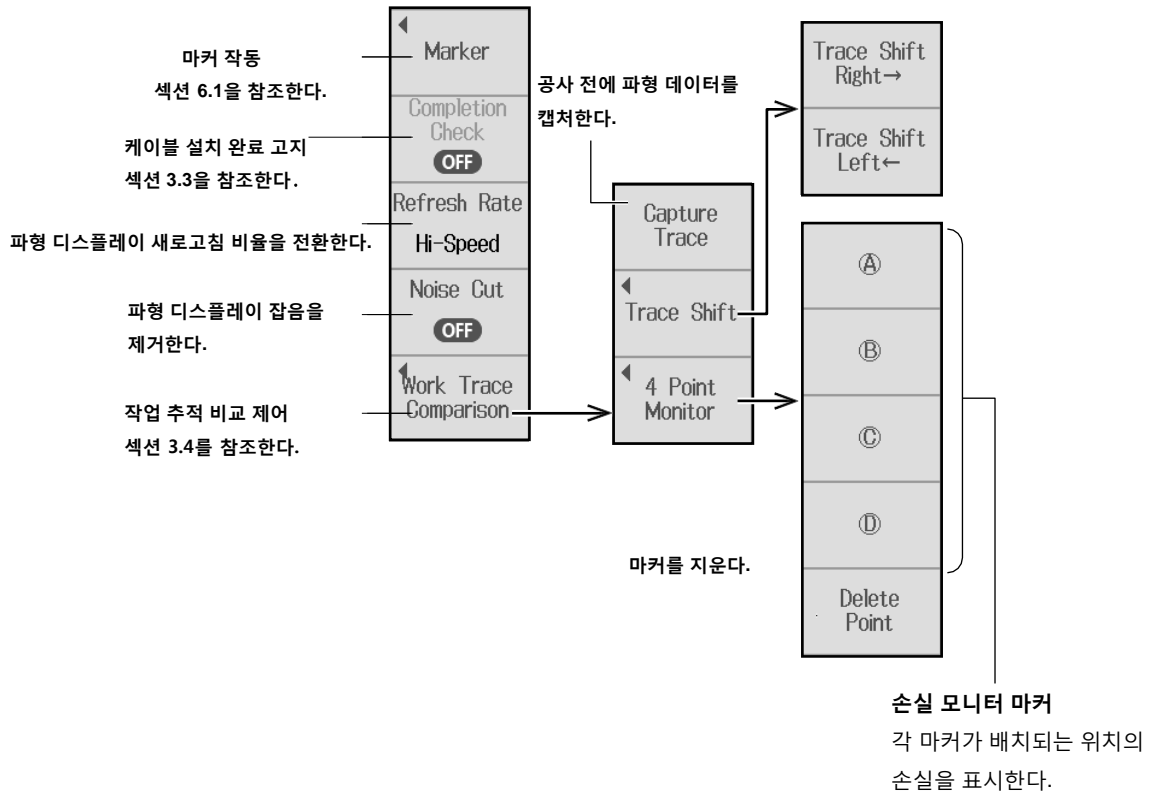 마커 작동
섹션 6.1을 참조한다.
케이블 설치 완료 고지
섹션 3.3을 참조한다.
파형 디스플레이 새로고침 비율을 전환한다.
파형 디스플레이 잡음을
제거한다.
작업 추적 비교 제어
섹션 3.4를 참조한다.
Marker
Completion
Check
OFF
Refresh Rate
Hi-Speed
Noise Cut
OFF
Work Trace
Comparison
공사 전에 파형 데이터를
캡처한다.
Capture
Trace
Trace Shift
4 Point
Monitor
Trace Shift
Right→
Trace Shift
Left←
Ⓐ
Ⓑ
Ⓒ
Ⓓ
마커를 지운다.
Delete
Point
손실 모니터 마커
각 마커가 배치되는 위치의
손실을 표시한다.